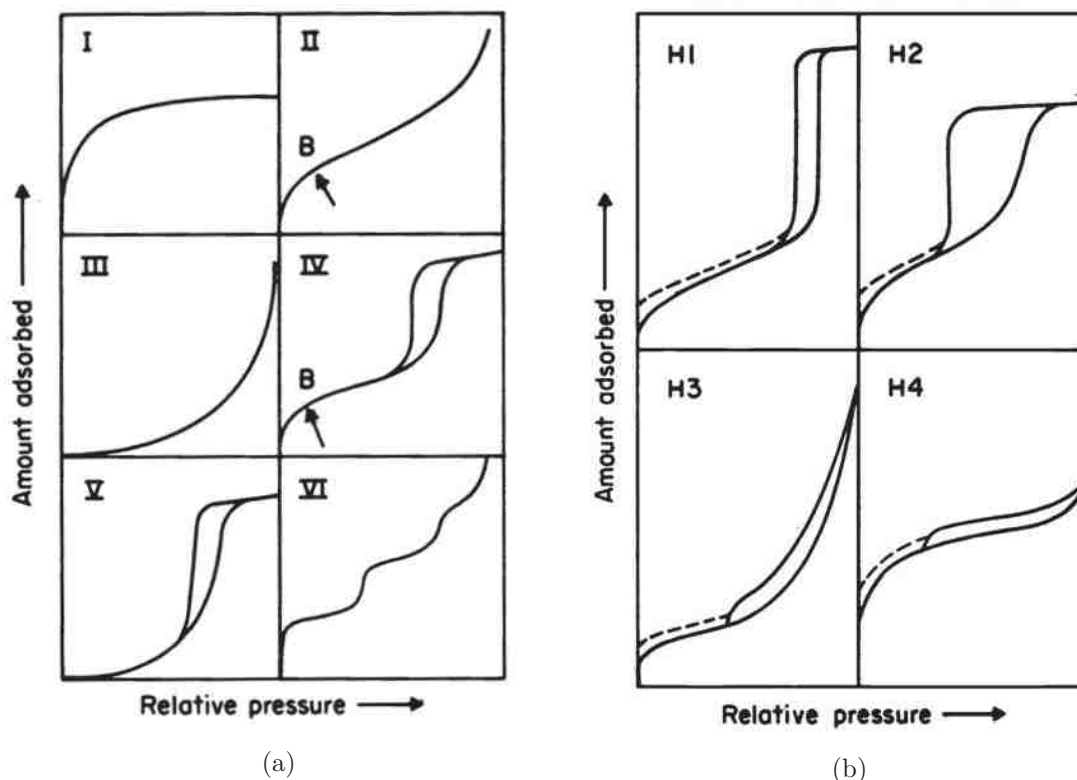 I
II
B
III
IV
B
V
VI
Amount adsorbed
Relative pressure
(a)
H1
H2
H3
H4
Amount adsorbed
Relative pressure
(b)